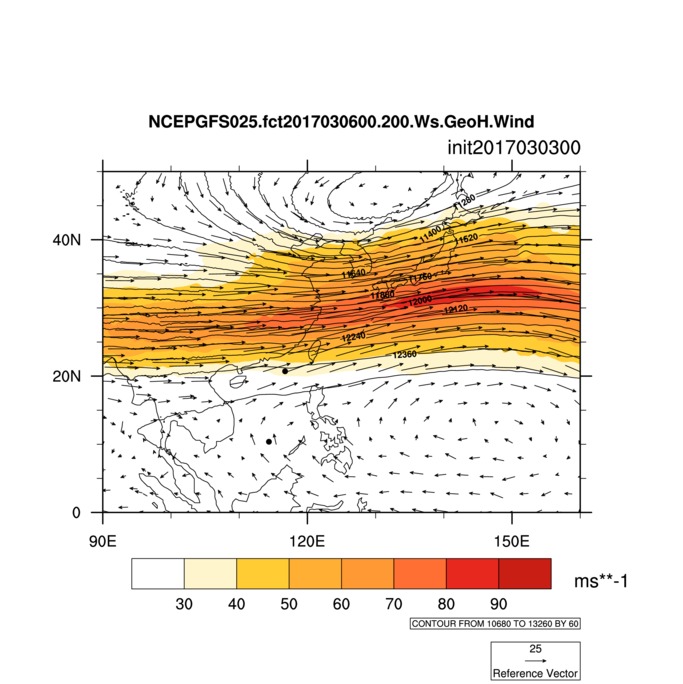 NCEPGFS025.fct2017030600.200.Ws.GeoH.Wind
init2017030300
11280
11400
11520
40N
11640
11760
11880
12000
12120
12240
12360
20N
0
90E 120E 150E
ms**-1
30 40 50 60 70 80 90
CONTOUR FROM 10680 TO 13260 BY 60
25
Reference Vector